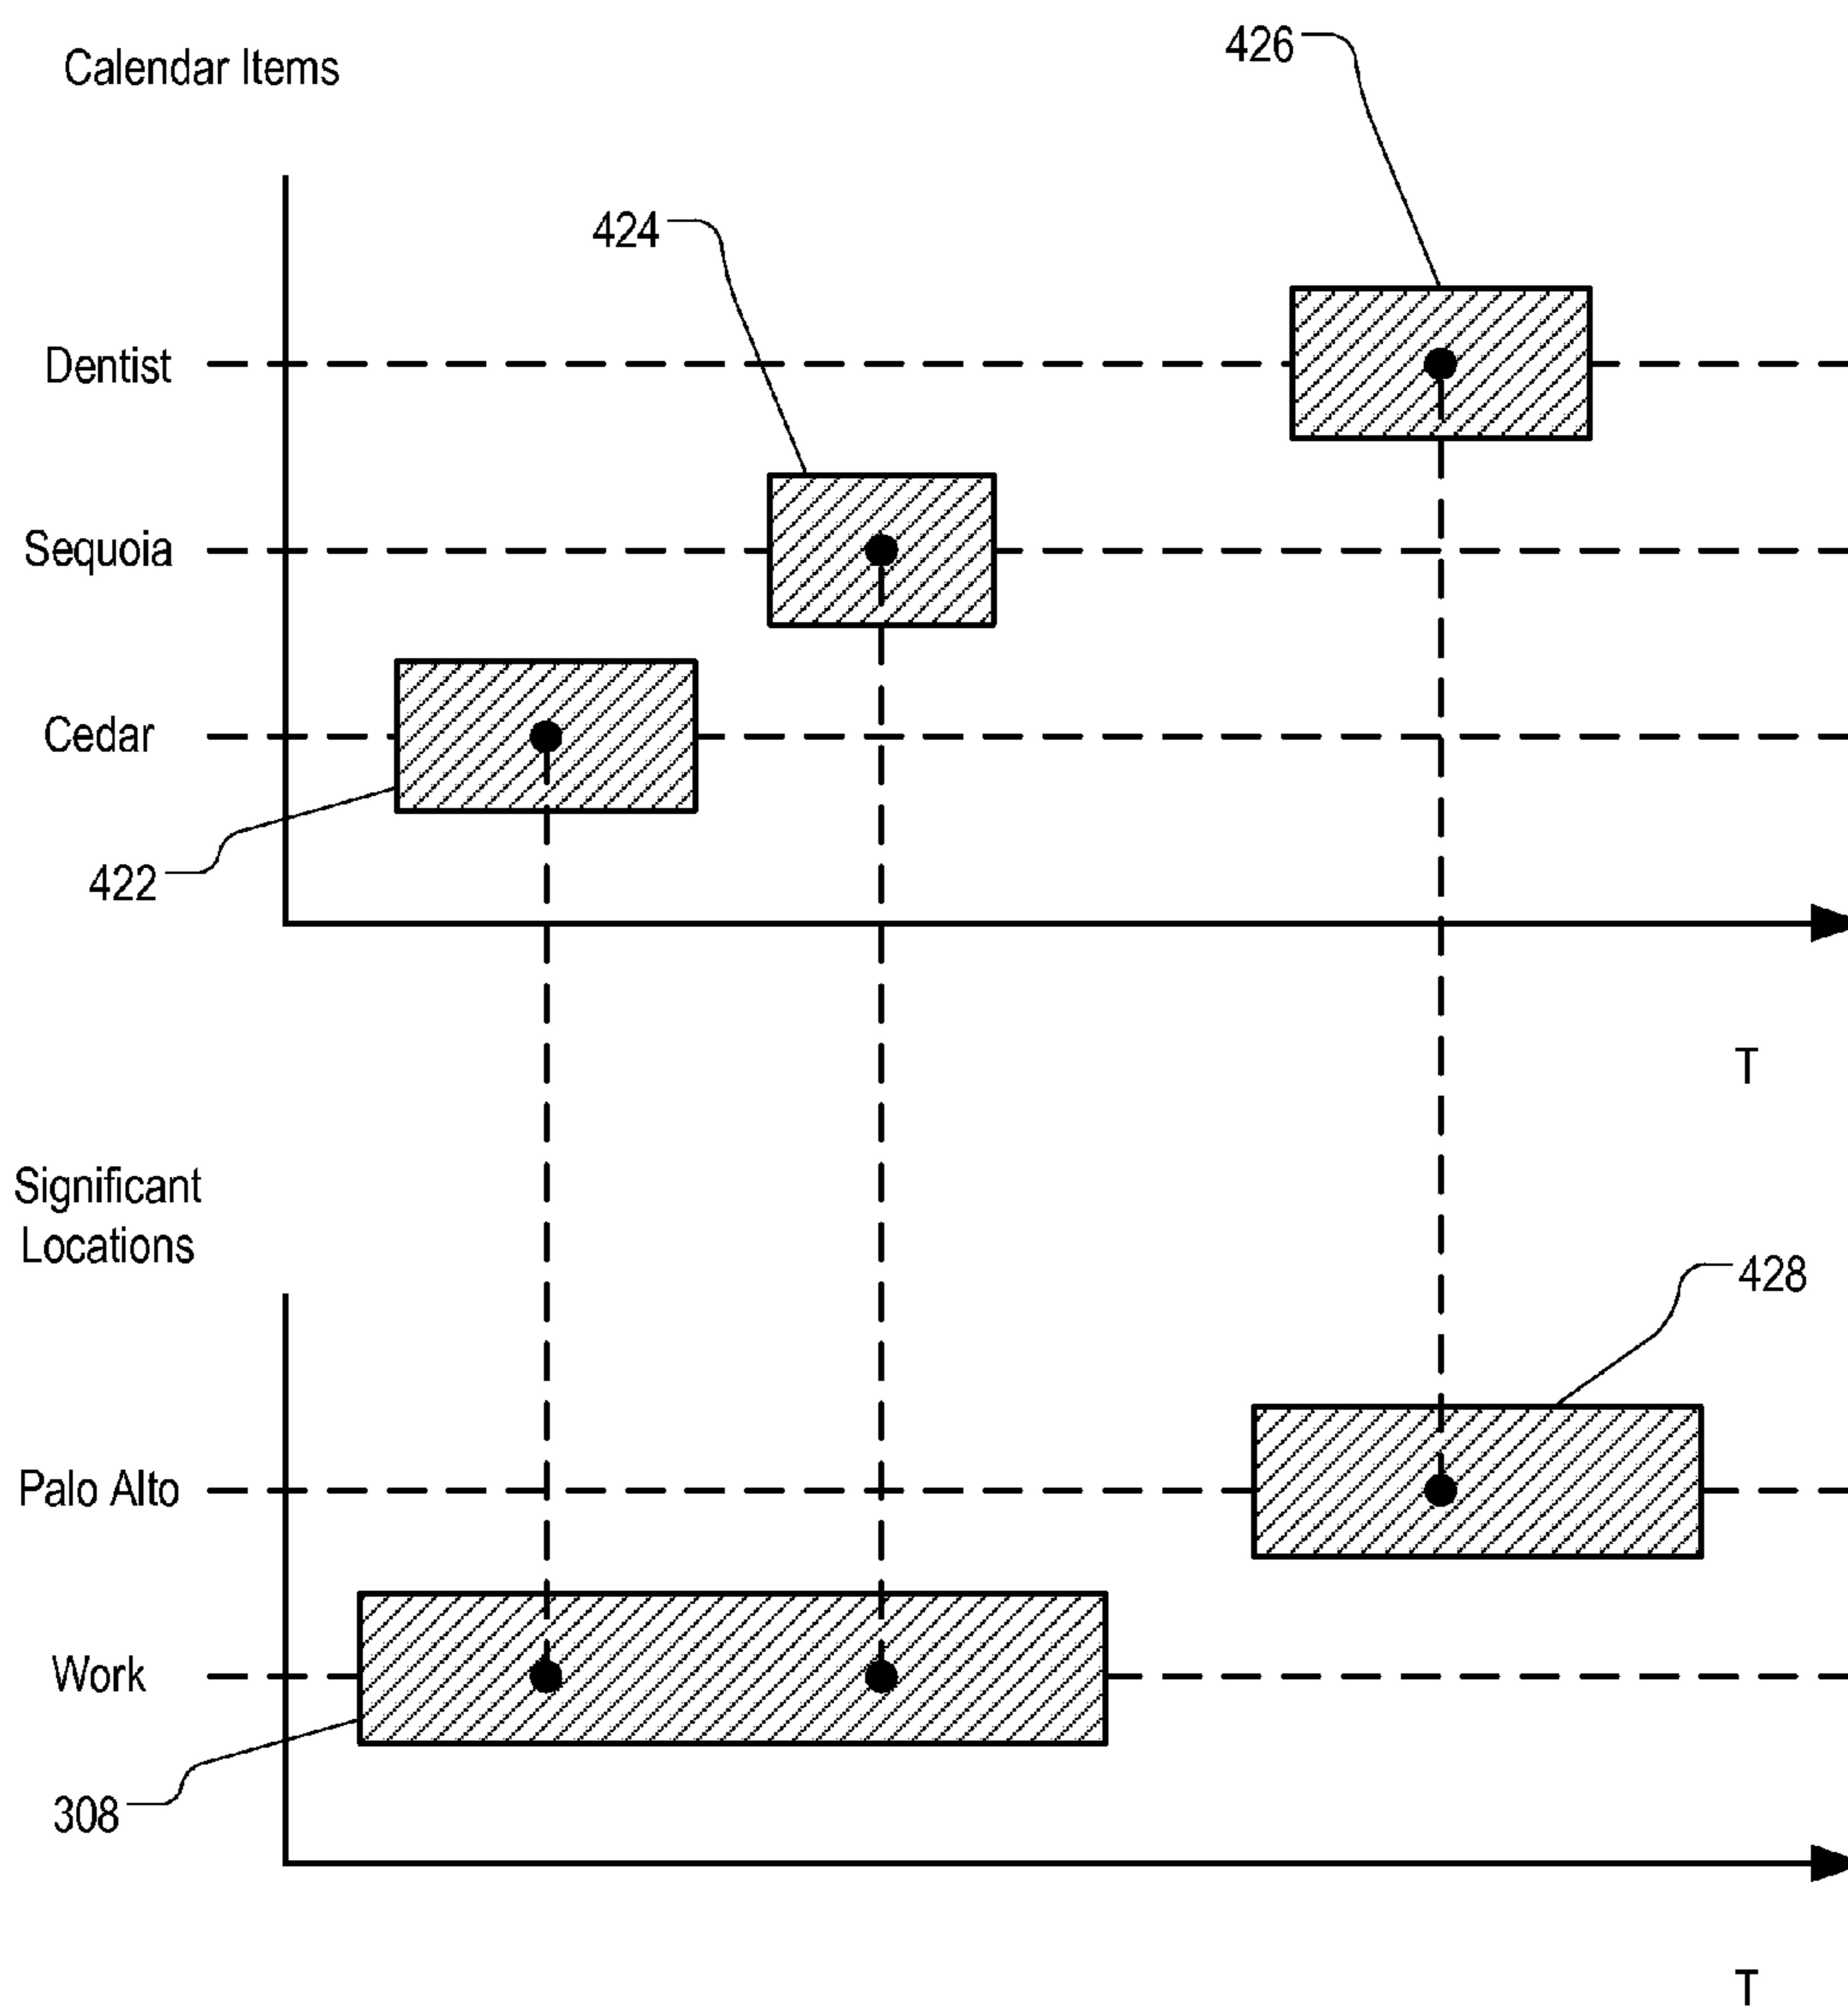 Calendar Items
426
424
Dentist
Sequoia
Cedar
422
T
Significant
Locations
428
Palo Alto
Work
308
T